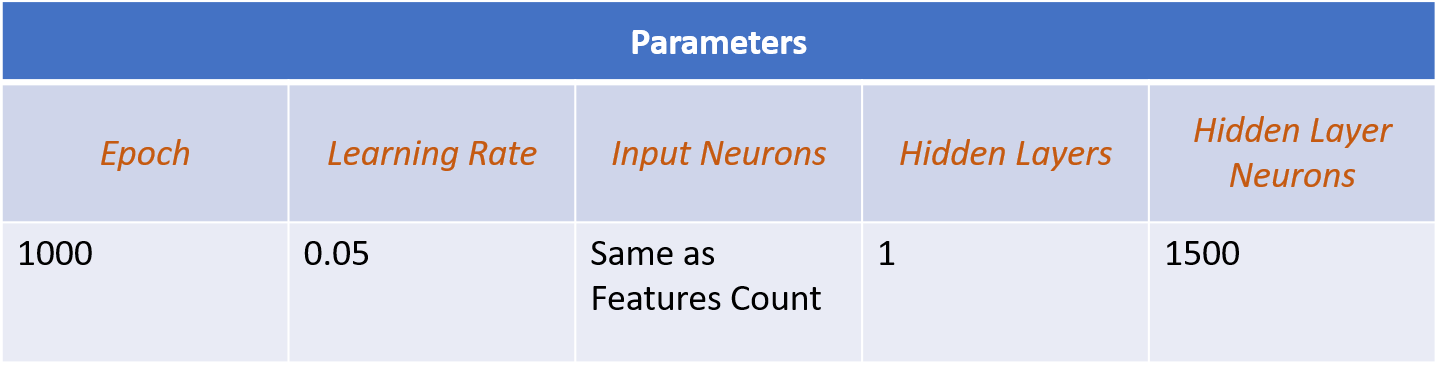 Parameters
Epoch
Learning Rate
Input Neurons
Hidden Layers
Hidden Layer
Neurons
1000
0.05
Same as
Features Count
1
1500